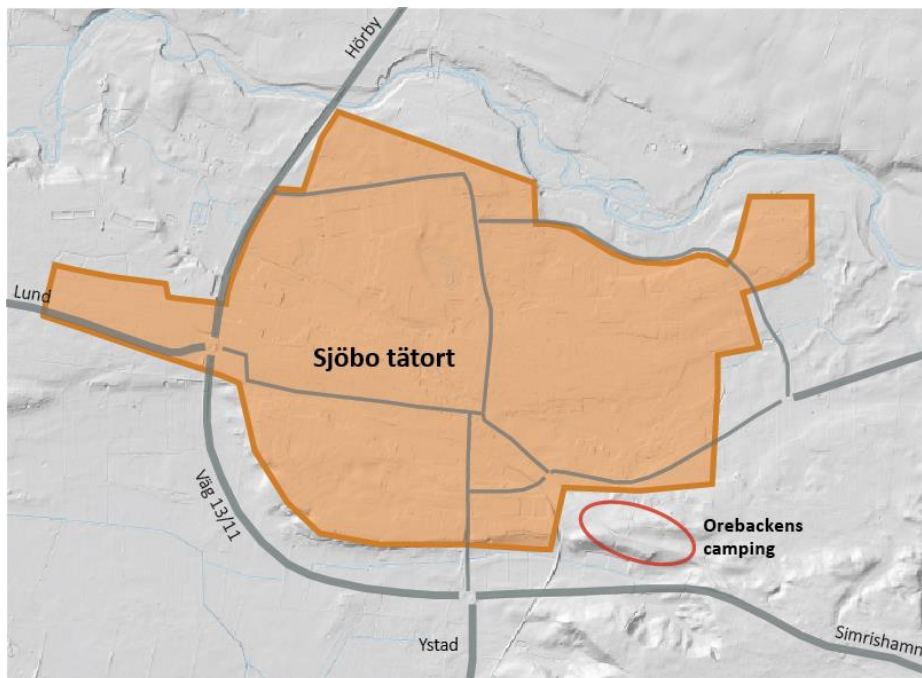 Hörby
Lund
Sjöbo tätort
Väg 13/11
Orebackens
camping
Ystad
Simrishamn